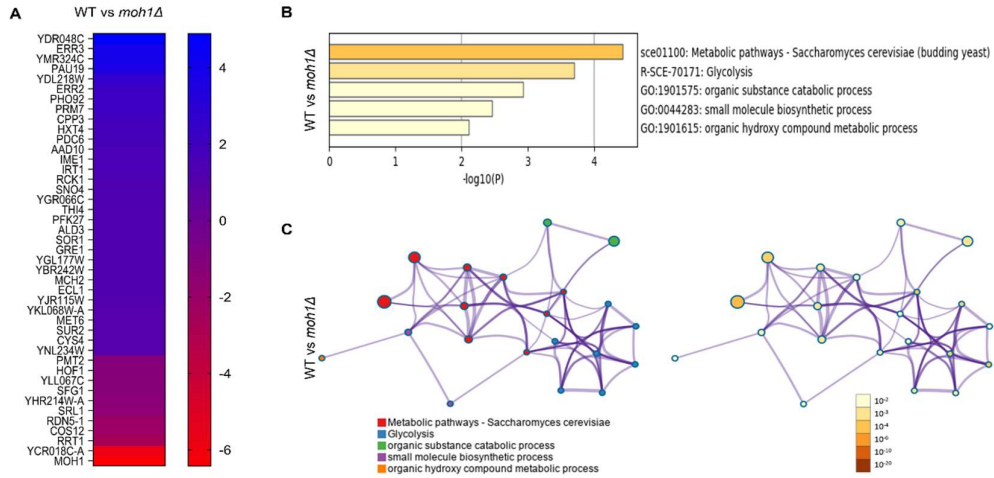 A
WT vs moh1Δ
YDR048C
ERR3
YMR324C
PAU19
YDL218W
ERR2
PHO92
PRM7
CPP3
HXT4
PDC6
AAD10
IME1
IRT1
RCK1
SNO4
YGR066C
THI4
PFK27
ALD3
SOR1
GRE1
YGL177W
YBR242W
MCH2
ECL1
YJR115W
YKL068W-A
MET6
SUR2
CYS4
YNL234W
PMT2
HOF1
YLL067C
SFG1
YHR214W-A
SRL1
RDN5-1
COS12
RRT1
YCR018C-A
MOH1
4
2
0
-2
-4
-6
B
WT vs moh1Δ
sce01100: Metabolic pathways - Saccharomyces cerevisiae (budding yeast)
R-SCE-70171: Glycolysis
GO:1901575: organic substance catabolic process
GO:0044283: small molecule biosynthetic process
GO:1901615: organic hydroxy compound metabolic process
0 1 2 3 4
-log10(P)
C
WT vs moh1Δ
Metabolic pathways - Saccharomyces cerevisiae
Glycolysis
organic substance catabolic process
small molecule biosynthetic process
organic hydroxy compound metabolic process
10-2
10-3
10-4
10-6
10-10
10-20